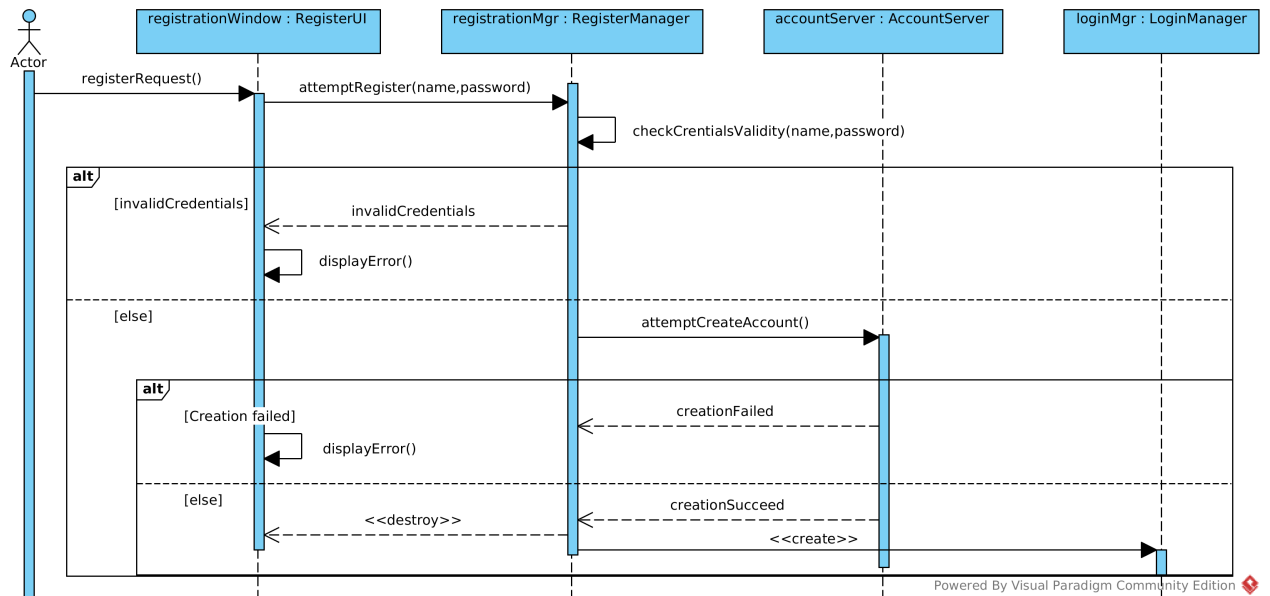 registrationWindow : RegisterUI
registrationMgr : RegisterManager
accountServer : AccountServer
loginMgr : LoginManager
Actor
registerRequest()
attemptRegister(name,password)
checkCrentialsValidity(name,password)
alt
[invalidCredentials]
invalidCredentials
displayError()
[else]
attemptCreateAccount()
alt
[Creation failed]
creationFailed
displayError()
[else]
creationSucceed
<<destroy>>
<<create>>
Powered By Visual Paradigm Community Edition